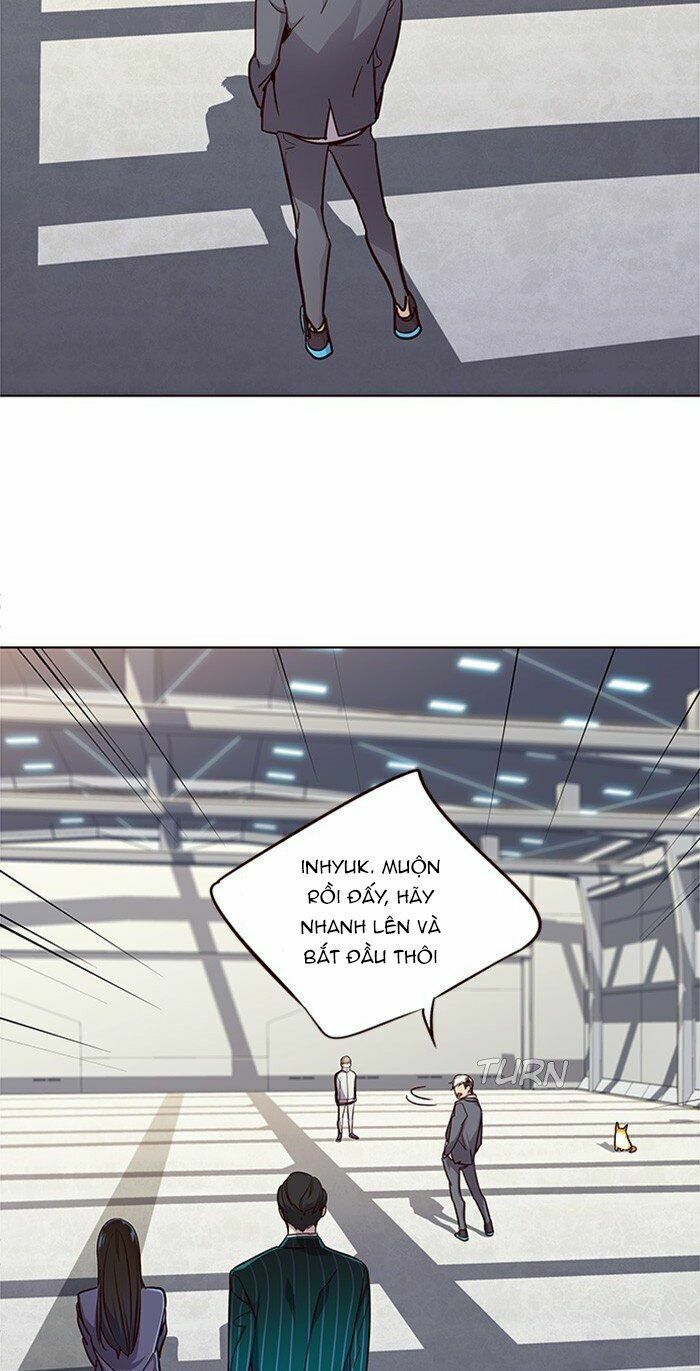 INHYUK. MUỘN
RỒI ĐẤY, HÃY
NHANH LÊN VÀ
BẮT ĐẦU THÔI
TURN